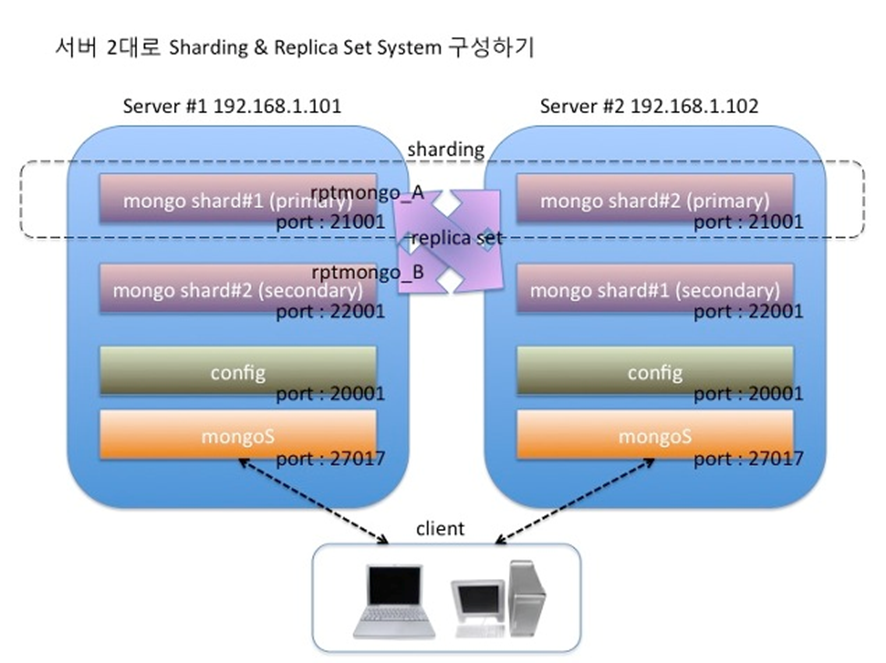 서버 2대로 Sharding & Replica Set System 구성하기
Server #1 192.168.1.101
Server #2 192.168.1.102
sharding
mongo shard#1 (primary)
port : 21001
rptmongo_A
mongo shard#2 (primary)
port : 21001
replica set
mongo shard#2 (secondary)
port : 22001
rptmongo_B
mongo shard#1 (secondary)
port : 22001
config
port : 20001
config
port : 20001
mongoS
port : 27017
mongoS
port : 27017
client